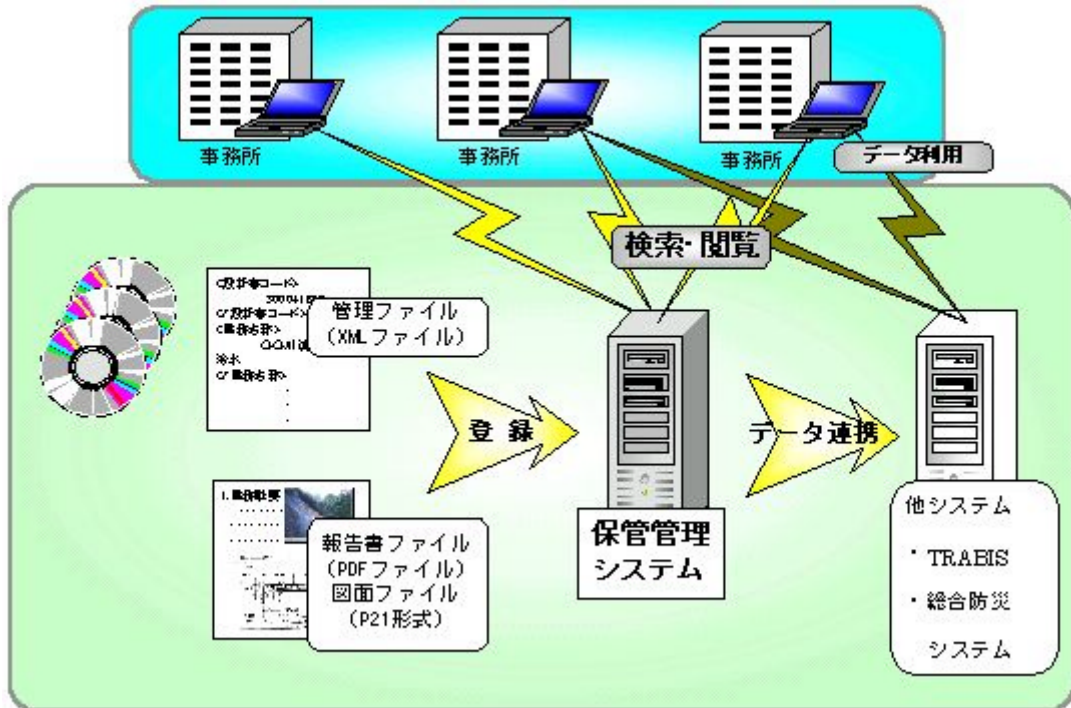 事務所
事務所
事務所
データ利用
検索・閲覧
管理ファイル
（XMLファイル）
登録
データ連携
報告書ファイル
（PDFファイル）
図面ファイル
（P21形式）
保管管理
システム
他システム
・TRABIS
・総合防災
システム